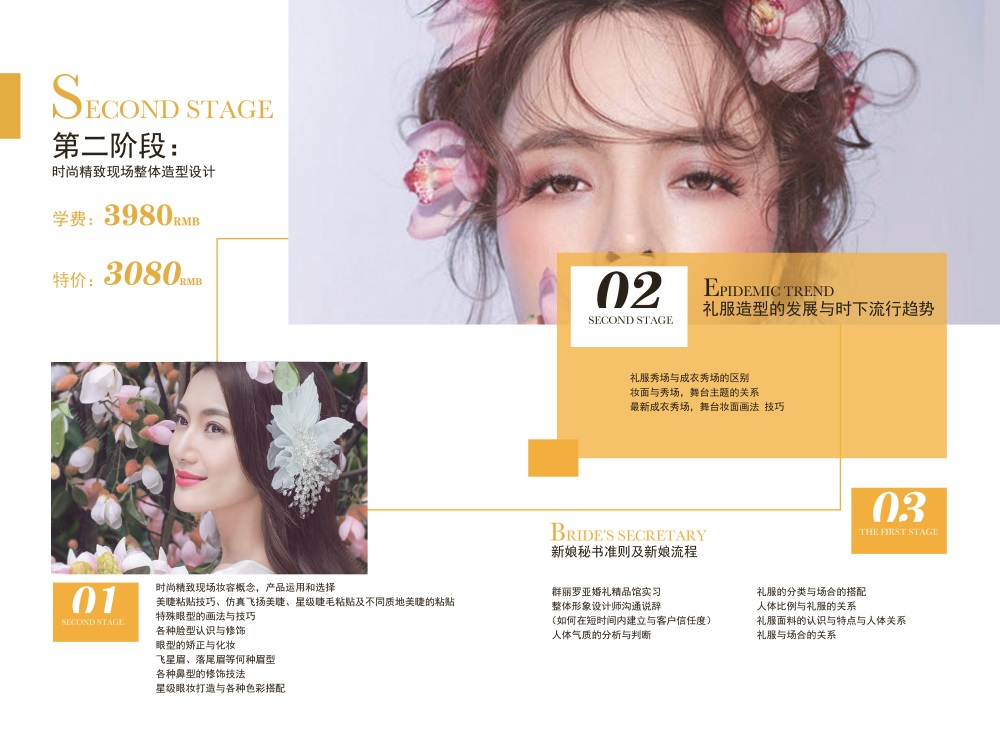 SECOND STAGE
第二阶段：
时尚精致现场整体造型设计
学费：3980RMB
特价：3080RMB
02
SECOND STAGE
EPIDEMIC TREND
礼服造型的发展与时下流行趋势
礼服秀场与成衣秀场的区别
妆面与秀场，舞台主题的关系
最新成衣秀场，舞台妆面画法 技巧
01
SECOND STAGE
时尚精致现场妆容概念，产品运用和选择
美睫粘贴技巧、仿真飞扬美睫、星级睫毛粘贴及不同质地美睫的粘贴
特殊眼型的画法与技巧
各种脸型认识与修饰
眼型的矫正与化妆
飞星眉、落尾眉等何种眉型
各种鼻型的修饰技法
星级眼妆打造与各种色彩搭配
03
THE FIRST STAGE
BRIDE'S SECRETARY
新娘秘书准则及新娘流程
群丽罗亚婚礼精品馆实习
整体形象设计师沟通说辞
（如何在短时间内建立与客户信任度）
人体气质的分析与判断
礼服的分类与场合的搭配
人体比例与礼服的关系
礼服面料的认识与特点与人体关系
礼服与场合的关系